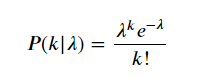 P(k|λ) = λ^k e^{-λ} / k!